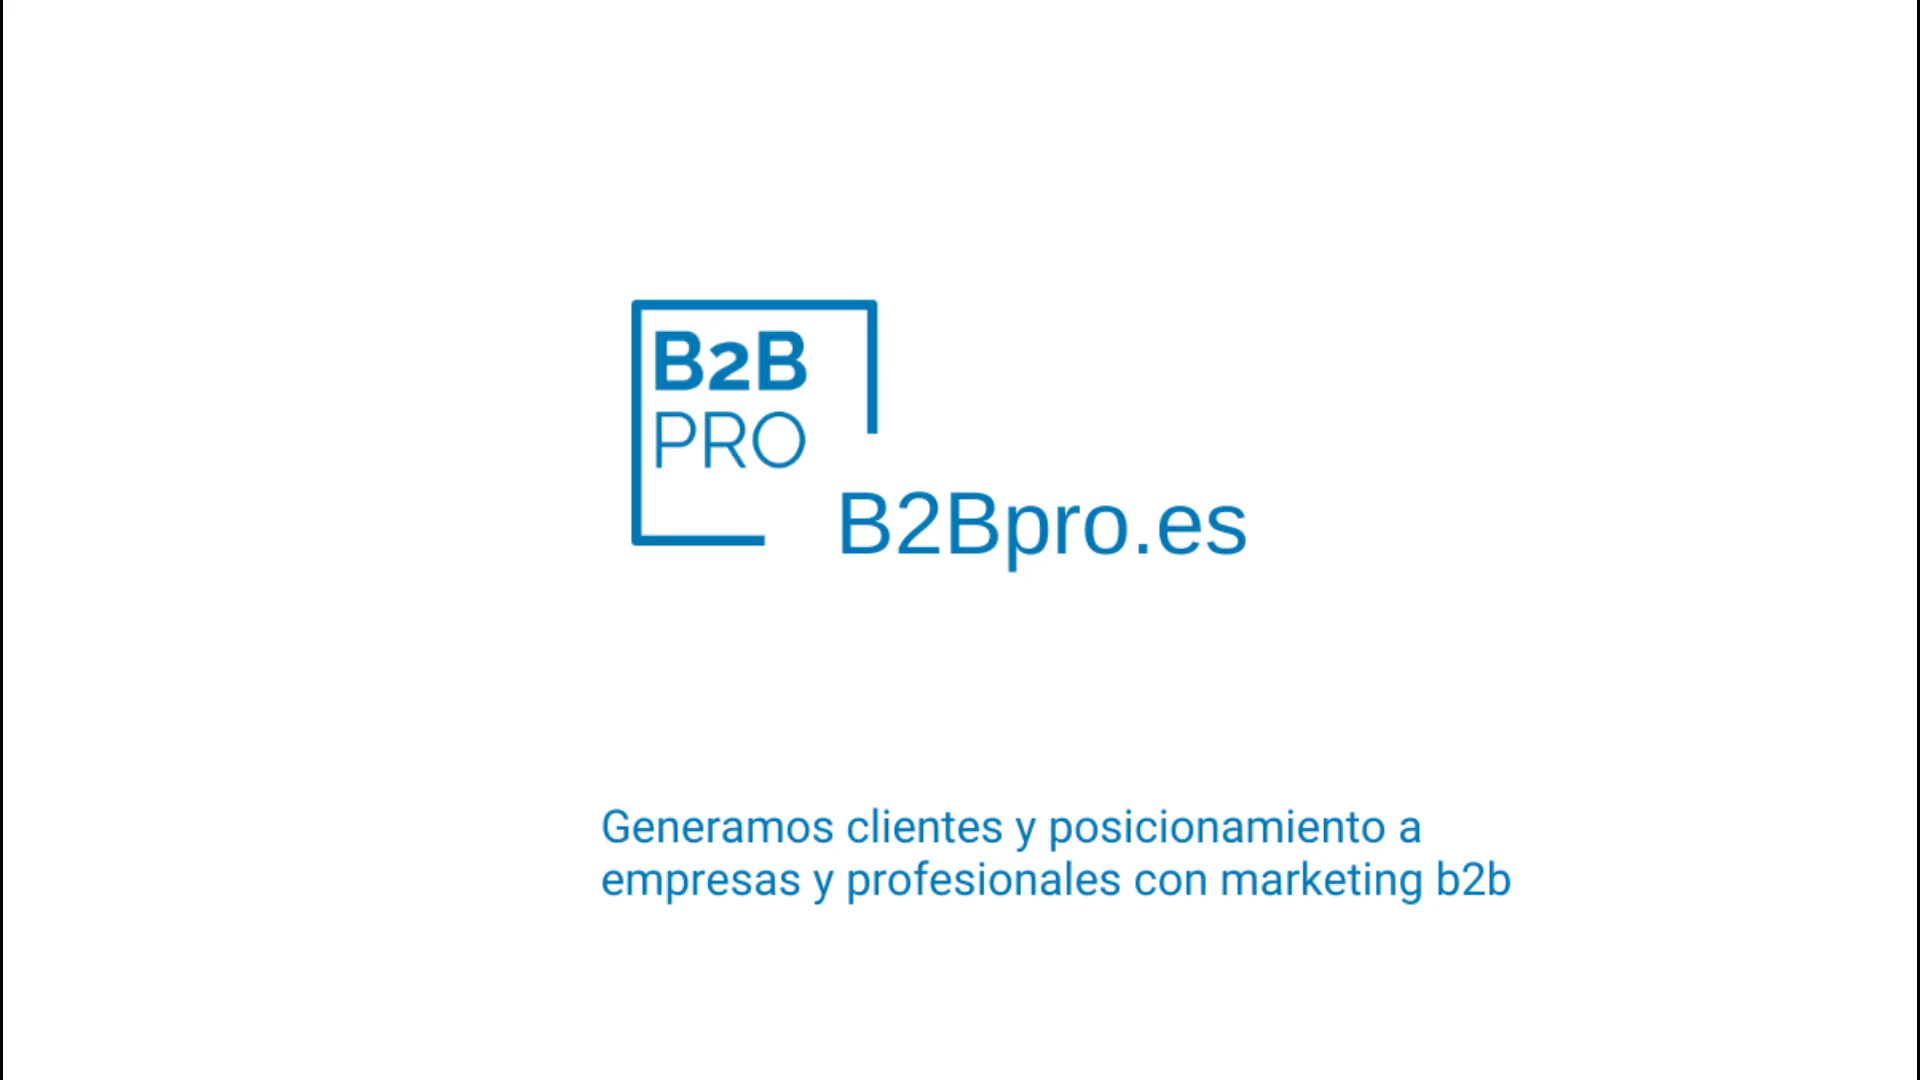 B2B
PRO
B2Bpro.es
Generamos clientes y posicionamiento a
empresas y profesionales con marketing b2b